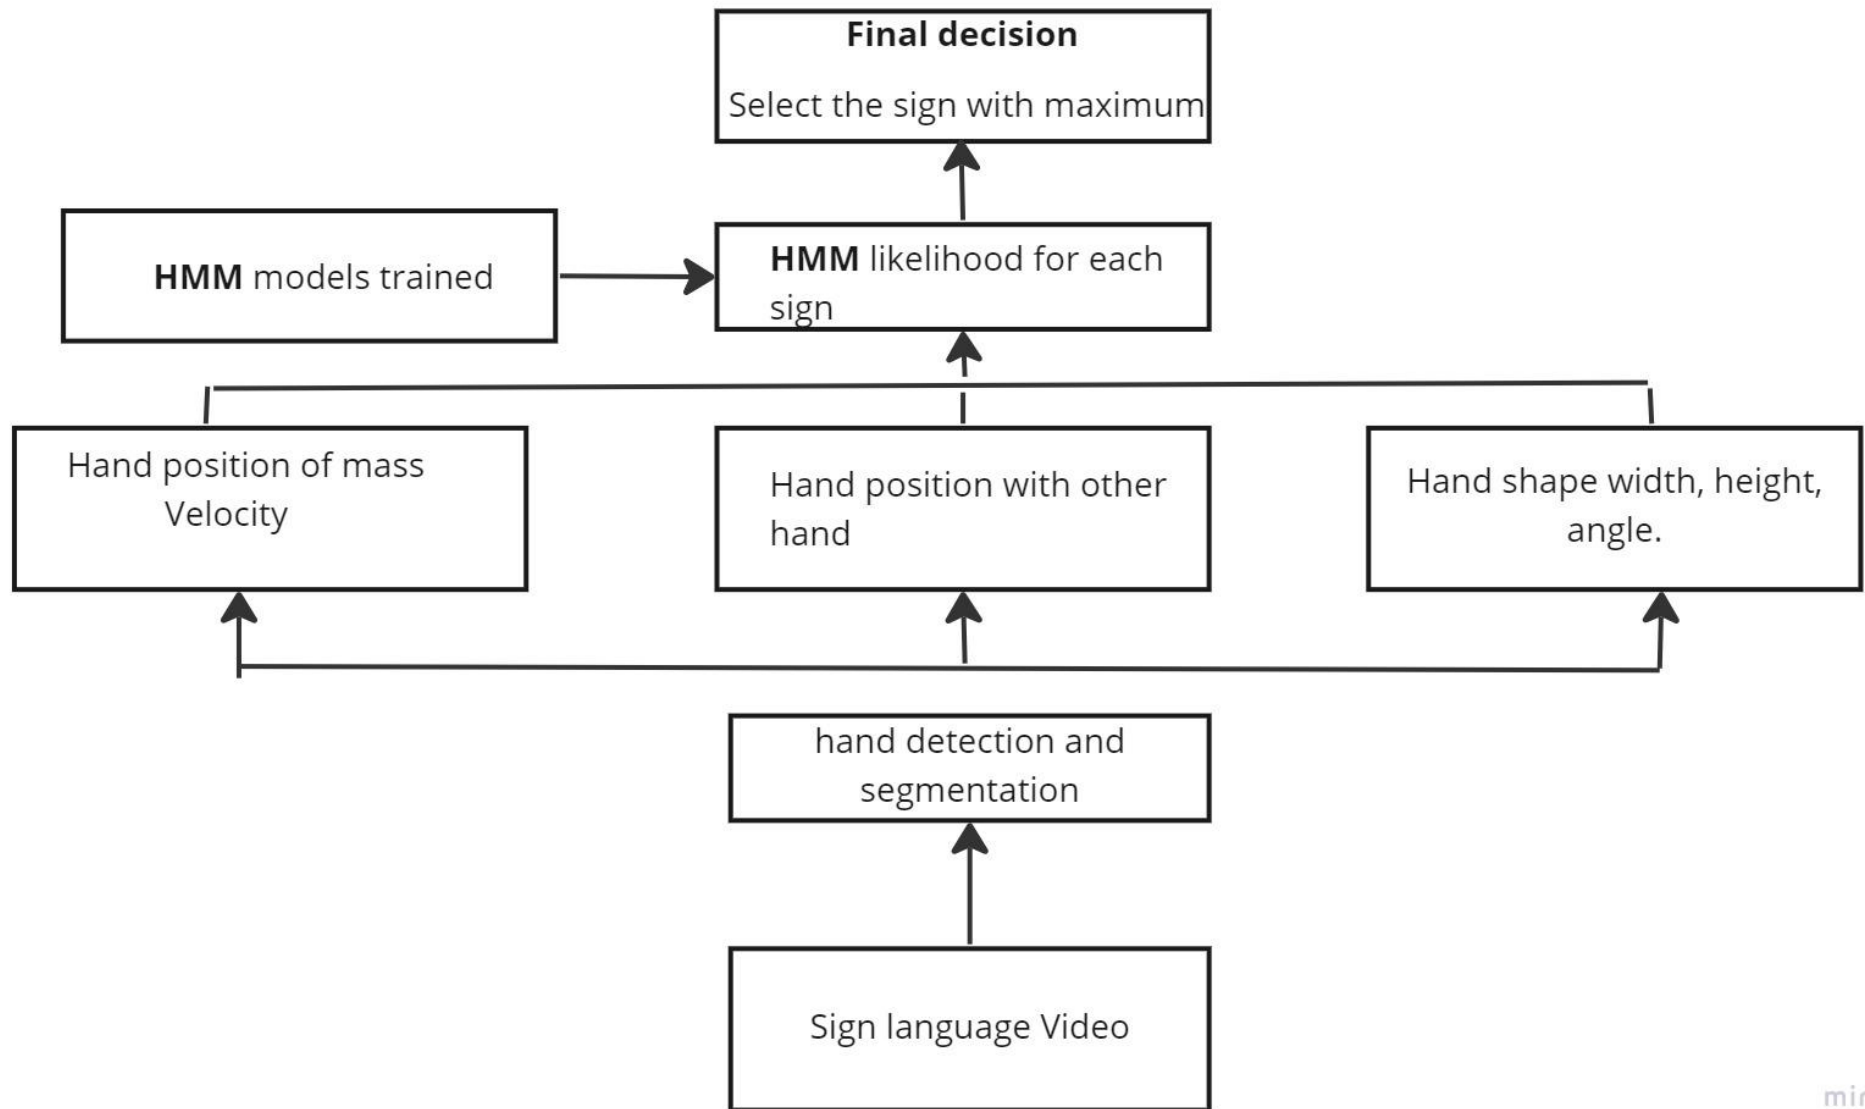 Final decision
Select the sign with maximum
HMM models trained
HMM likelihood for each
sign
Hand position of mass
Velocity
Hand position with other
hand
Hand shape width, height,
angle.
hand detection and
segmentation
Sign language Video